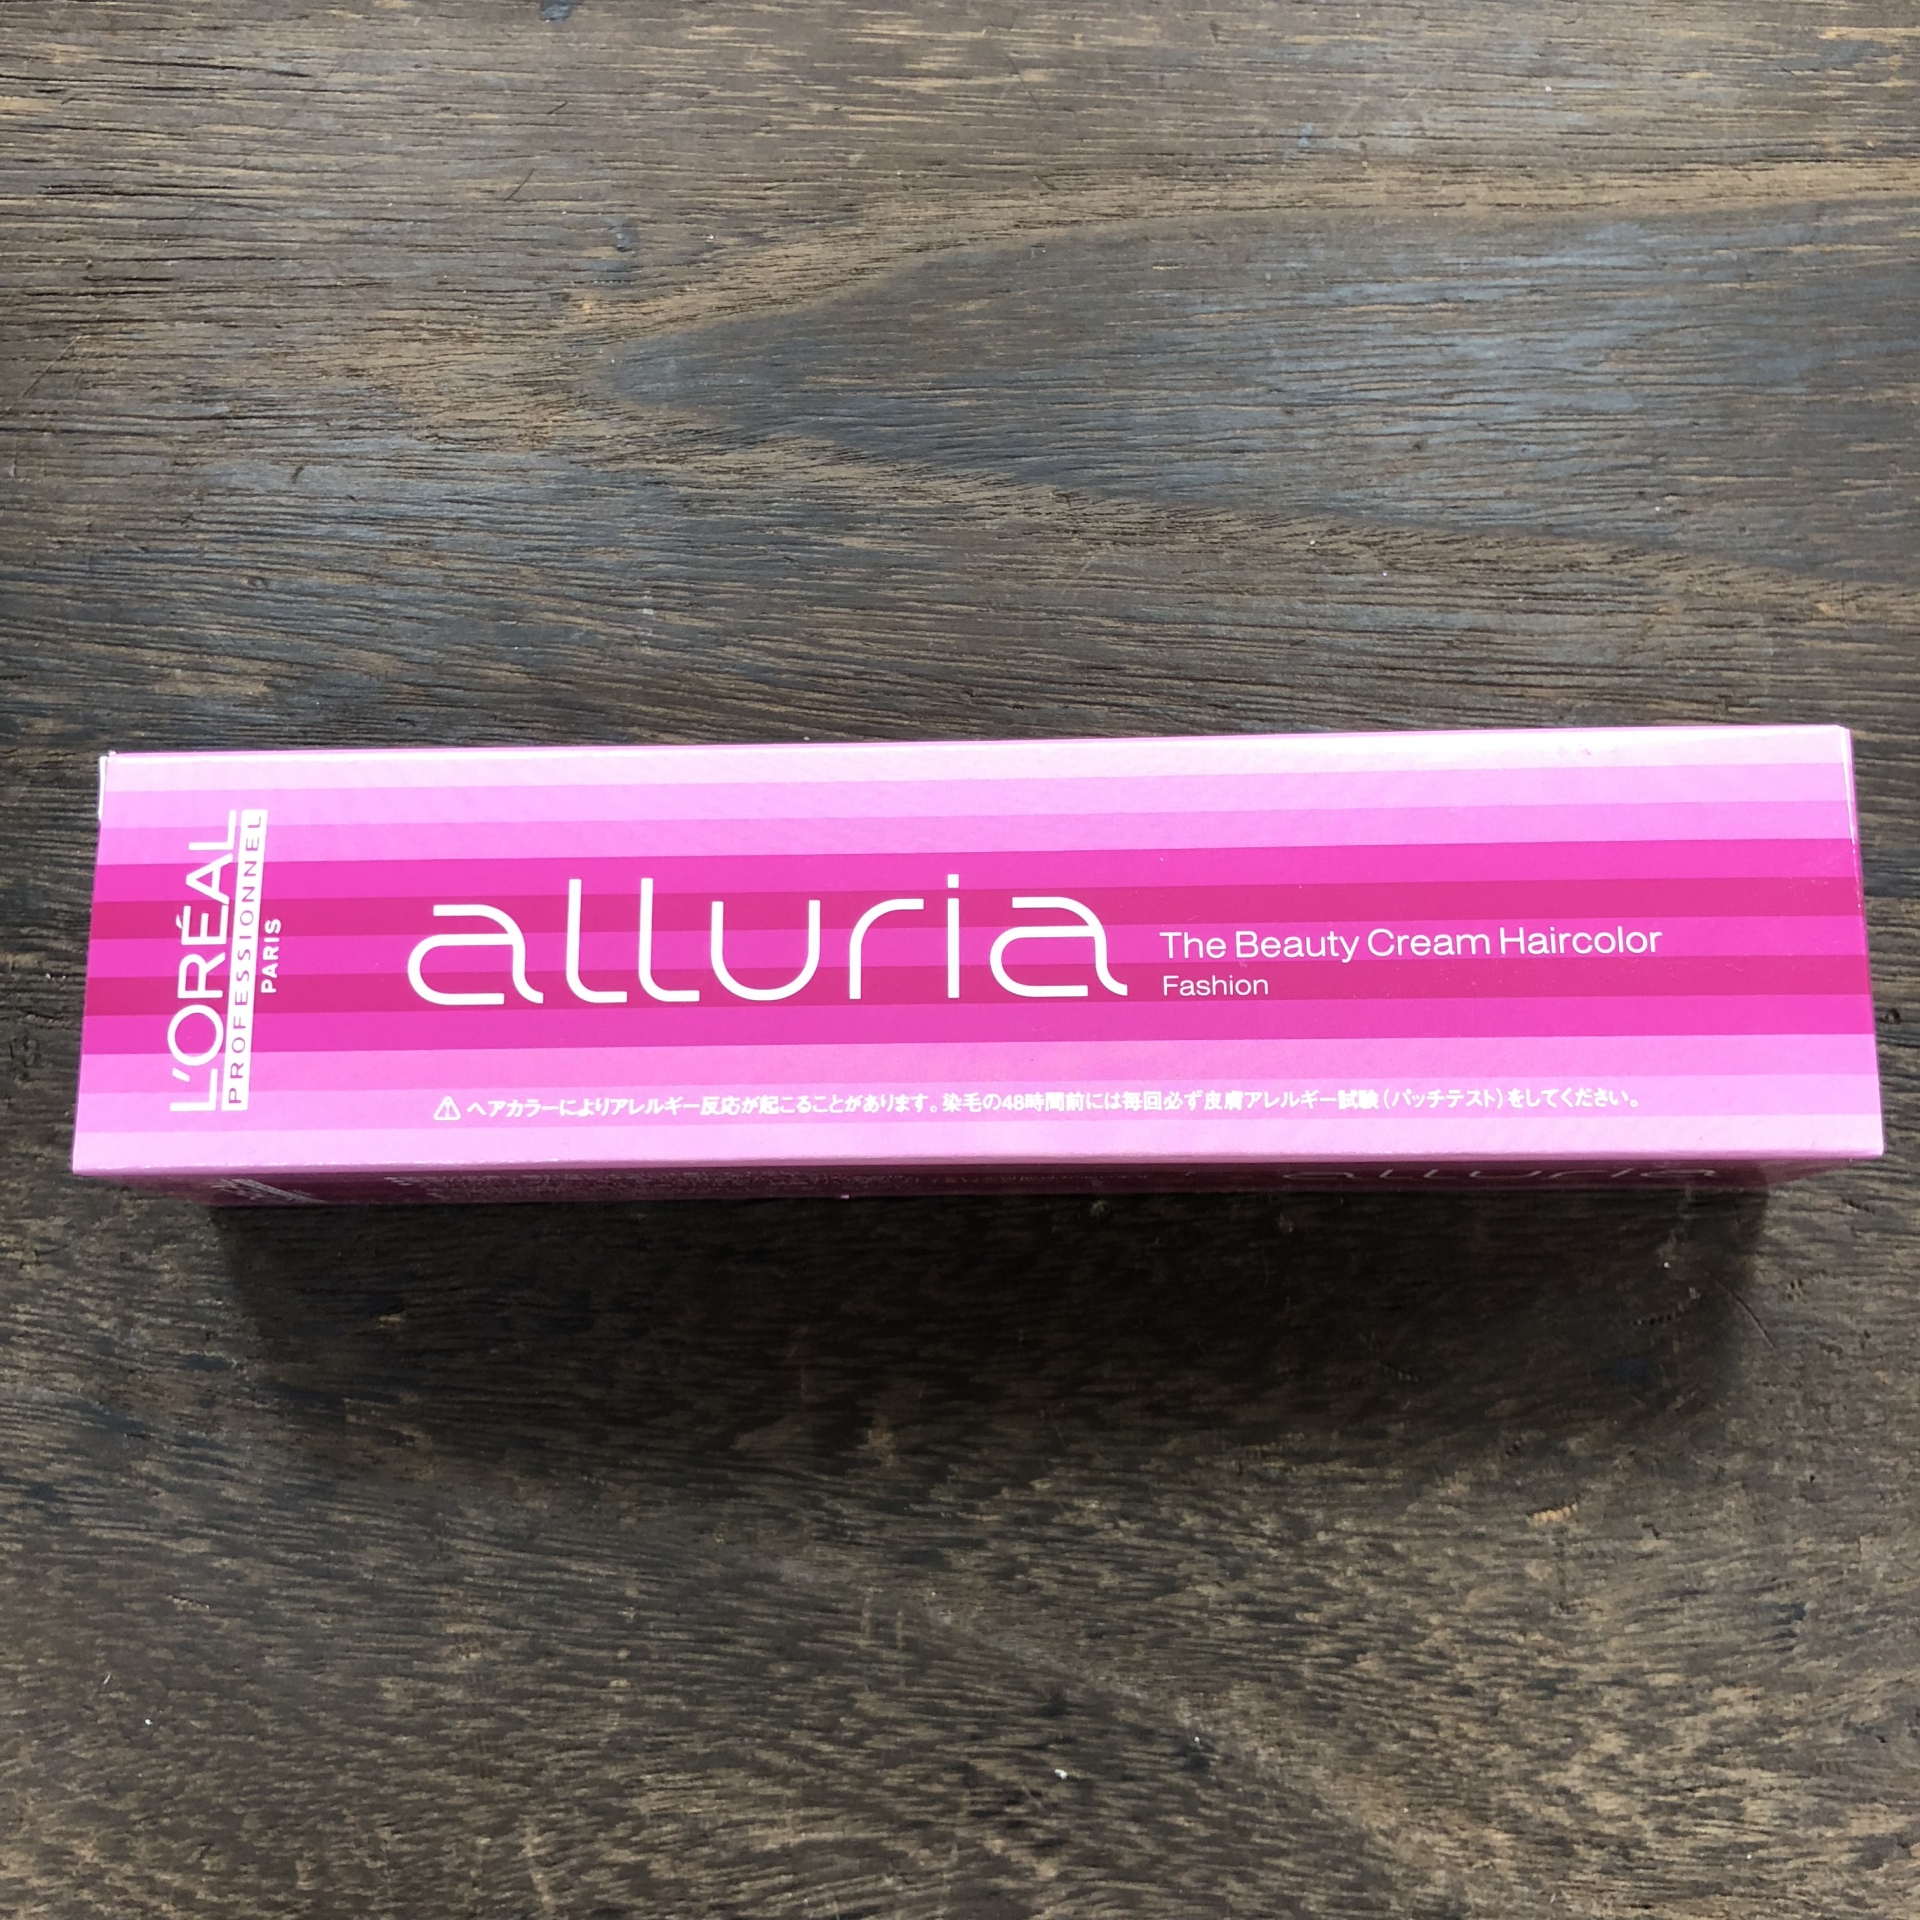 L'ORÉAL
PROFESSIONNEL
PARIS
alluria
The Beauty Cream Haircolor
Fashion
⚠ ヘアカラーによりアレルギー反応が起こることがあります。染毛の48時間前には毎回必ず皮膚アレルギー試験(パッチテスト)をしてください。
alluria